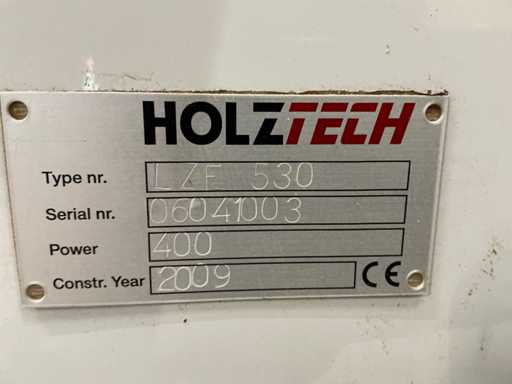 HOLZTECH
Type nr. LZF 530
Serial nr. 06041003
Power 400
Constr. Year 2009 CE